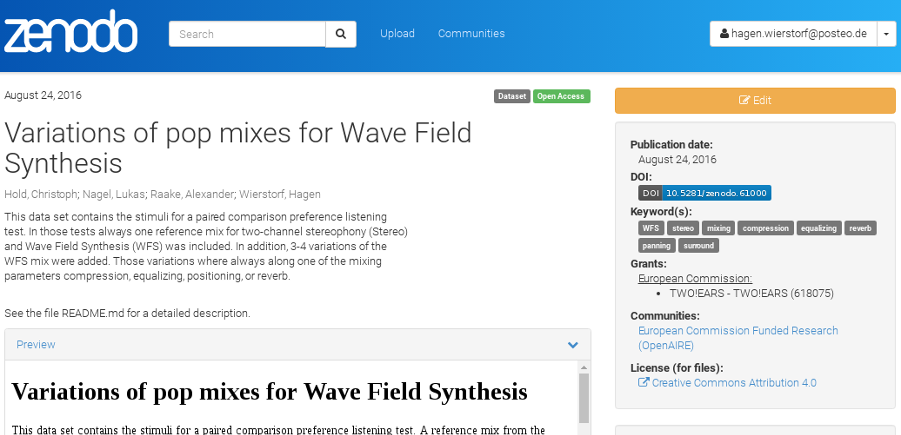 zenodo
Search
Upload
Communities
hagen.wierstorf@posteo.de
August 24, 2016
Dataset
Open Access
Variations of pop mixes for Wave Field
Synthesis
Hold, Christoph; Nagel, Lukas; Raake, Alexander; Wierstorf, Hagen
This data set contains the stimuli for a paired comparison preference listening
test. In those tests always one reference mix for two-channel stereophony (Stereo)
and Wave Field Synthesis (WFS) was included. In addition, 3-4 variations of the
WFS mix were added. Those variations where always along one of the mixing
parameters compression, equalizing, positioning, or reverb.
See the file README.md for a detailed description.
Preview
Variations of pop mixes for Wave Field Synthesis
This data set contains the stimuli for a paired comparison preference listening test. A reference mix from the
Edit
Publication date:
August 24, 2016
DOI:
DOI 10.5281/zenodo.61000
Keyword(s):
WFS stereo mixing compression equalizing reverb
panning surround
Grants:
European Commission:
• TWO!EARS - TWO!EARS (618075)
Communities:
European Commission Funded Research
(OpenAIRE)
License (for files):
Creative Commons Attribution 4.0